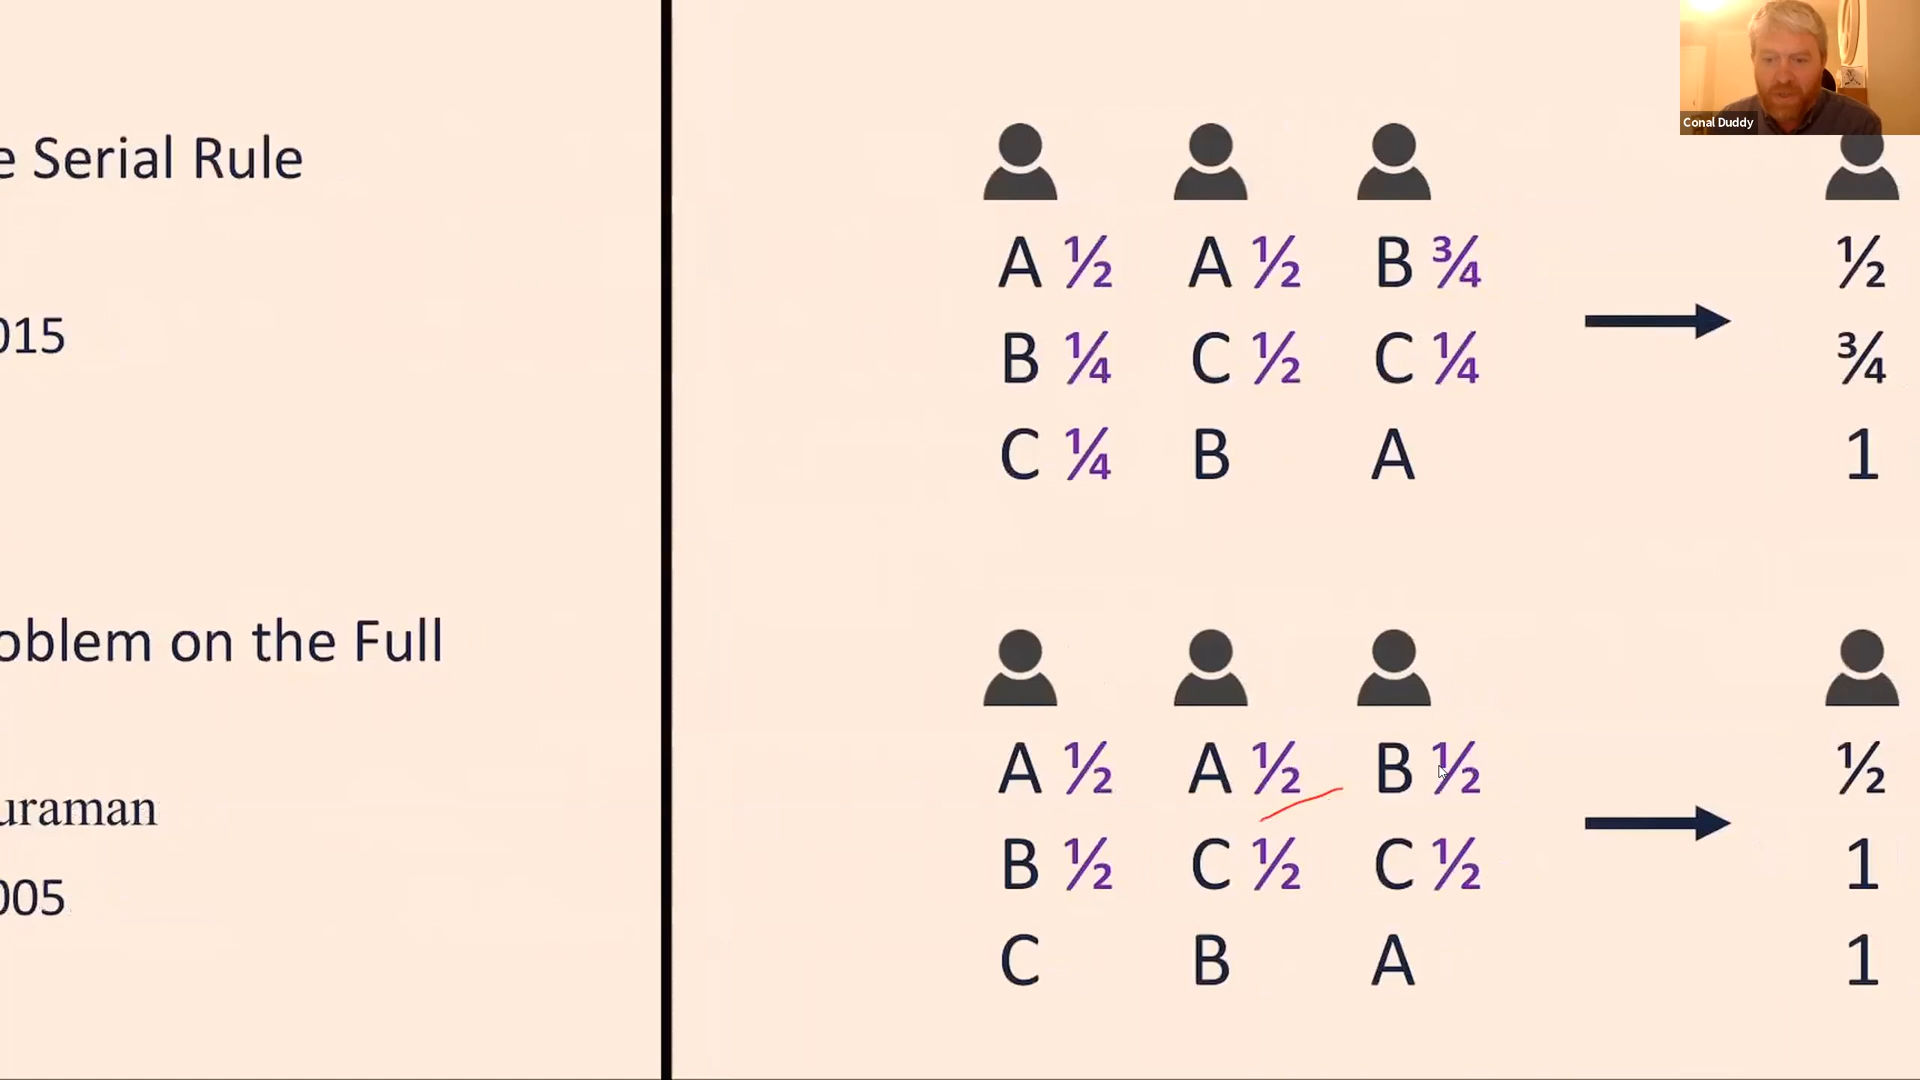 Conal Duddy
e Serial Rule
015
oblem on the Full
uraman
005
A ½ A ½ B ¾ ½
B ¼ C ½ C ¼ ¾
C ¼ B A 1
A ½ A ½ B ½ ½
B ½ C ½ C ½ 1
C B A 1